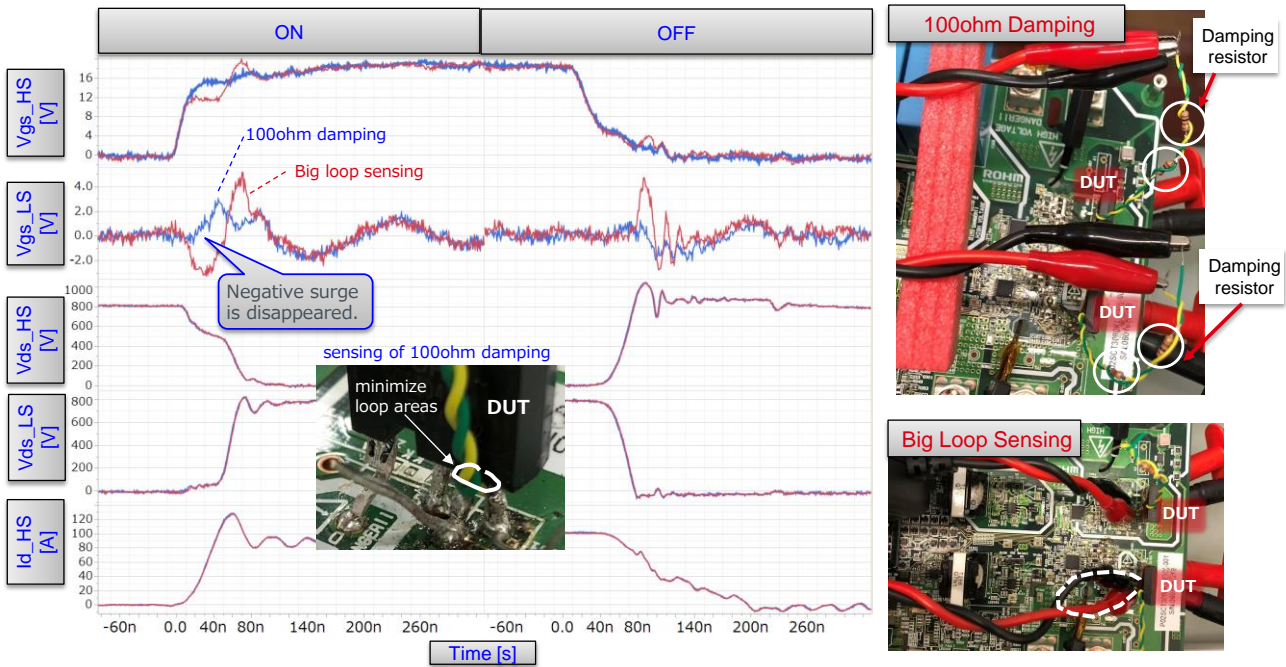 ON
OFF
Vgs_HS
[V]
16
12
8
4
0
100ohm damping
Big loop sensing
Vgs_LS
[V]
4.0
2.0
0.0
-2.0
Negative surge
is disappeared.
Vds_HS
[V]
1000
800
600
400
200
0
sensing of 100ohm damping
minimize
loop areas
DUT
Vds_LS
[V]
800
600
400
200
0
Id_HS
[A]
120
100
80
60
40
20
0
-60n 0.0 40n 80n 140n 200n 260n -60n 0.0 40n 80n 140n 200n 260n
Time [s]
100ohm Damping
Damping
resistor
DANGER!!
HIGH VOLTAGE
ROHM
DUT
Damping
resistor
DUT
Big Loop Sensing
HIGH
DUT
DUT